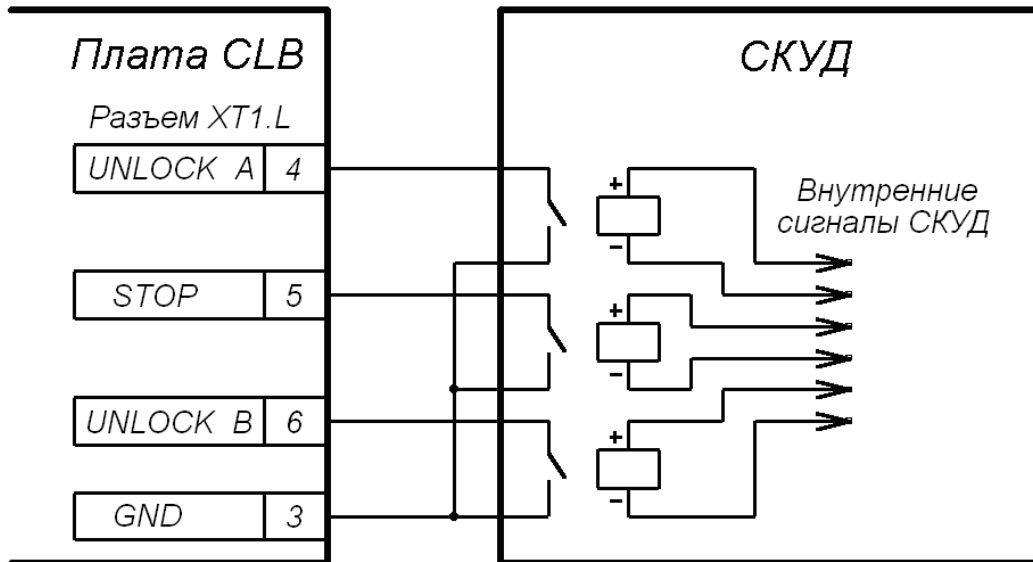 Плата CLB
СКУД
Разъем XT1.L
UNLOCK A 4
STOP 5
UNLOCK B 6
GND 3
+
−
+
−
+
−
Внутренние
сигналы СКУД